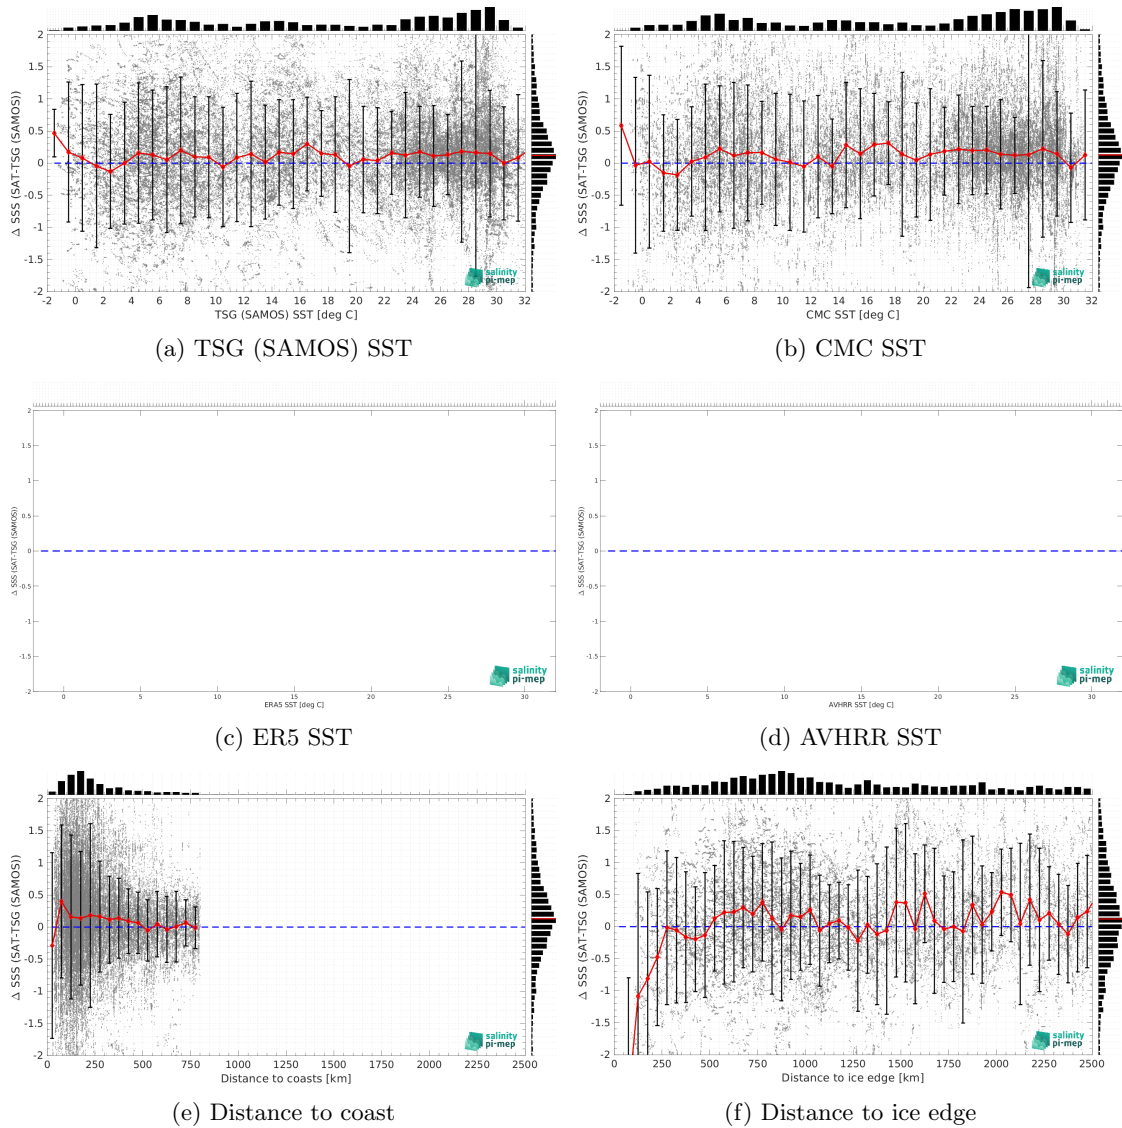 2
1.5
1
0.5
0
-0.5
-1
-1.5
-2
Δ SSS (SAT-TSG (SAMOS))
-2 0 2 4 6 8 10 12 14 16 18 20 22 24 26 28 30 32
TSG (SAMOS) SST [deg C]
salinity
pi-mep
(a) TSG (SAMOS) SST
2
1.5
1
0.5
0
-0.5
-1
-1.5
-2
Δ SSS (SAT-TSG (SAMOS))
-2 0 2 4 6 8 10 12 14 16 18 20 22 24 26 28 30 32
CMC SST [deg C]
salinity
pi-mep
(b) CMC SST
2
1.5
1
0.5
0
-0.5
-1
-1.5
-2
Δ SSS (SAT-TSG (SAMOS))
0 5 10 15 20 25 30
ERA5 SST [deg C]
salinity
pi-mep
(c) ER5 SST
2
1.5
1
0.5
0
-0.5
-1
-1.5
-2
Δ SSS (SAT-TSG (SAMOS))
0 5 10 15 20 25 30
AVHRR SST [deg C]
salinity
pi-mep
(d) AVHRR SST
2
1.5
1
0.5
0
-0.5
-1
-1.5
-2
Δ SSS (SAT-TSG (SAMOS))
0 250 500 750 1000 1250 1500 1750 2000 2250 2500
Distance to coasts [km]
salinity
pi-mep
(e) Distance to coast
2
1.5
1
0.5
0
-0.5
-1
-1.5
-2
Δ SSS (SAT-TSG (SAMOS))
0 250 500 750 1000 1250 1500 1750 2000 2250 2500
Distance to ice edge [km]
salinity
pi-mep
(f) Distance to ice edge